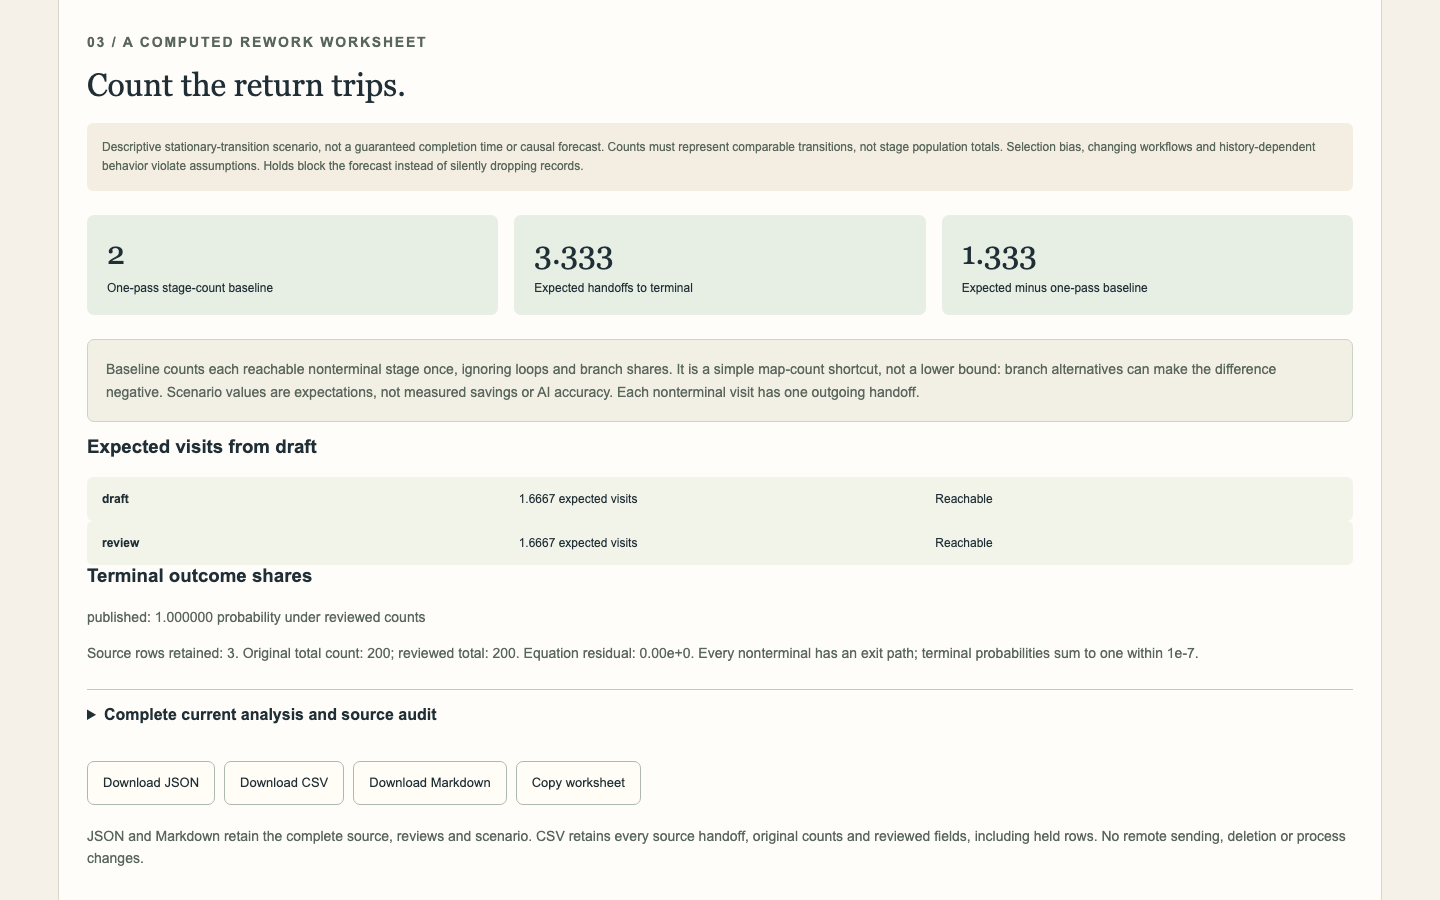 03 / A COMPUTED REWORK WORKSHEET
Count the return trips.
Descriptive stationary-transition scenario, not a guaranteed completion time or causal forecast. Counts must represent comparable transitions, not stage population totals. Selection bias, changing workflows and history-dependent
behavior violate assumptions. Holds block the forecast instead of silently dropping records.
2
One-pass stage-count baseline
3.333
Expected handoffs to terminal
1.333
Expected minus one-pass baseline
Baseline counts each reachable nonterminal stage once, ignoring loops and branch shares. It is a simple map-count shortcut, not a lower bound: branch alternatives can make the difference
negative. Scenario values are expectations, not measured savings or AI accuracy. Each nonterminal visit has one outgoing handoff.
Expected visits from draft
draft 1.6667 expected visits Reachable
review 1.6667 expected visits Reachable
Terminal outcome shares
published: 1.000000 probability under reviewed counts
Source rows retained: 3. Original total count: 200; reviewed total: 200. Equation residual: 0.00e+0. Every nonterminal has an exit path; terminal probabilities sum to one within 1e-7.
Complete current analysis and source audit
Download JSON Download CSV Download Markdown Copy worksheet
JSON and Markdown retain the complete source, reviews and scenario. CSV retains every source handoff, original counts and reviewed fields, including held rows. No remote sending, deletion or process
changes.